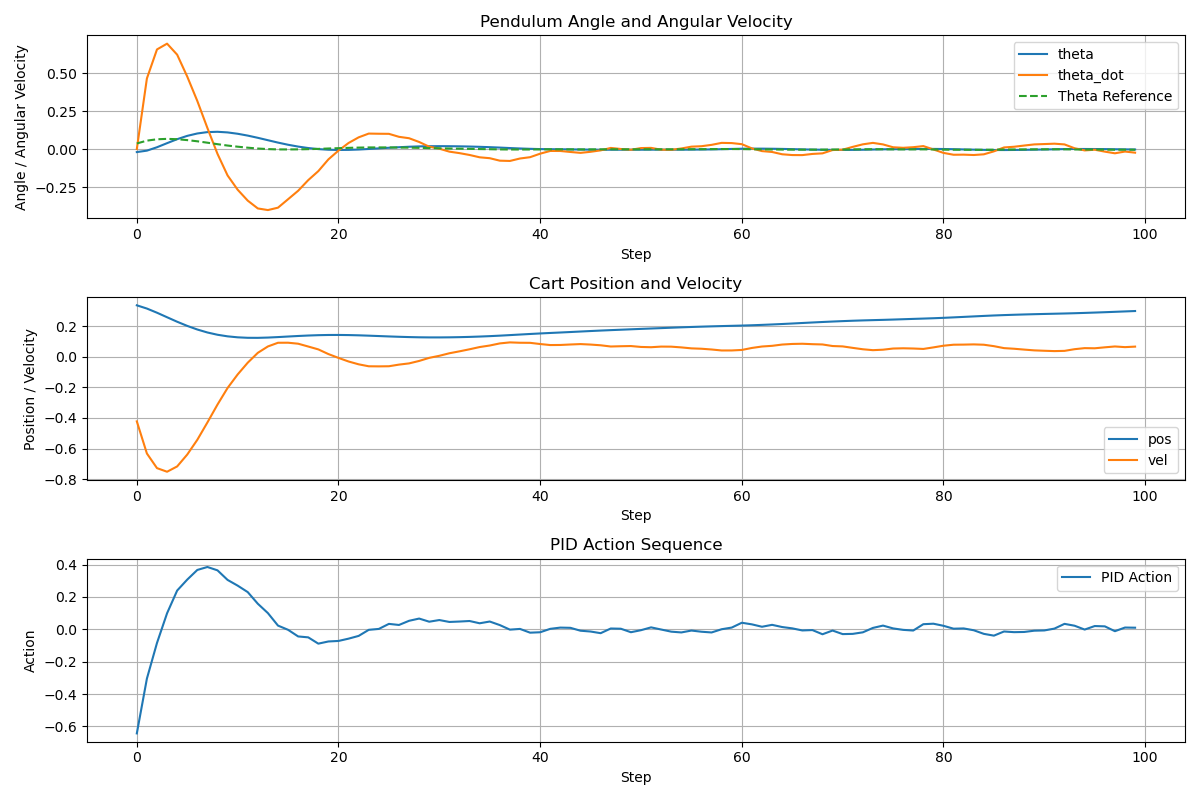 Pendulum Angle and Angular Velocity
Angle / Angular Velocity
0.50
0.25
0.00
−0.25
theta
theta_dot
Theta Reference
0 20 40 60 80 100
Step
Cart Position and Velocity
Position / Velocity
0.2
0.0
−0.2
−0.4
−0.6
−0.8
pos
vel
0 20 40 60 80 100
Step
PID Action Sequence
Action
0.4
0.2
0.0
−0.2
−0.4
−0.6
PID Action
0 20 40 60 80 100
Step